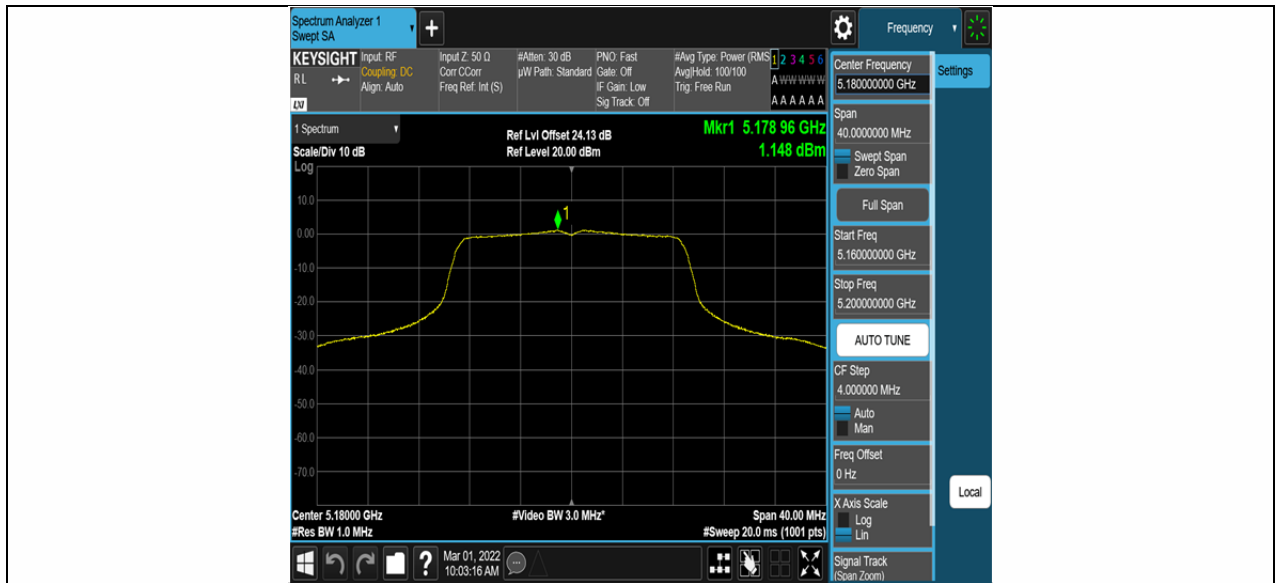 Spectrum Analyzer 1
Swept SA
+
Frequency
KEYSIGHT
RL
LXI
Input: RF
Coupling: DC
Align: Auto
Input Z: 50 Ω
Corr CCorr
Freq Ref: Int (S)
#Atten: 30 dB
µW Path: Standard
PNO: Fast
Gate: Off
IF Gain: Low
Sig Track: Off
#Avg Type: Power (RMS
Avg|Hold: 100/100
Trig: Free Run
1 2 3 4 5 6
A W W W W W
A A A A A A
Settings
Center Frequency
5.180000000 GHz
Span
40.0000000 MHz
Swept Span
Zero Span
Full Span
Start Freq
5.160000000 GHz
Stop Freq
5.200000000 GHz
AUTO TUNE
CF Step
4.000000 MHz
Auto
Man
Freq Offset
0 Hz
X Axis Scale
Log
Lin
Signal Track
(Span Zoom)
Local
1 Spectrum
Scale/Div 10 dB
Ref Lvl Offset 24.13 dB
Ref Level 20.00 dBm
Mkr1 5.178 96 GHz
1.148 dBm
Log
10.0
0.00
-10.0
-20.0
-30.0
-40.0
-50.0
-60.0
-70.0
1
Center 5.18000 GHz
#Res BW 1.0 MHz
#Video BW 3.0 MHz*
Span 40.00 MHz
#Sweep 20.0 ms (1001 pts)
?
Mar 01, 2022
10:03:16 AM